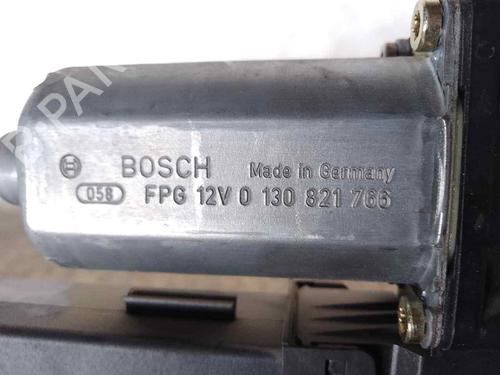 BOSCH Made in Germany
058 FPG 12V 0 130 821 766